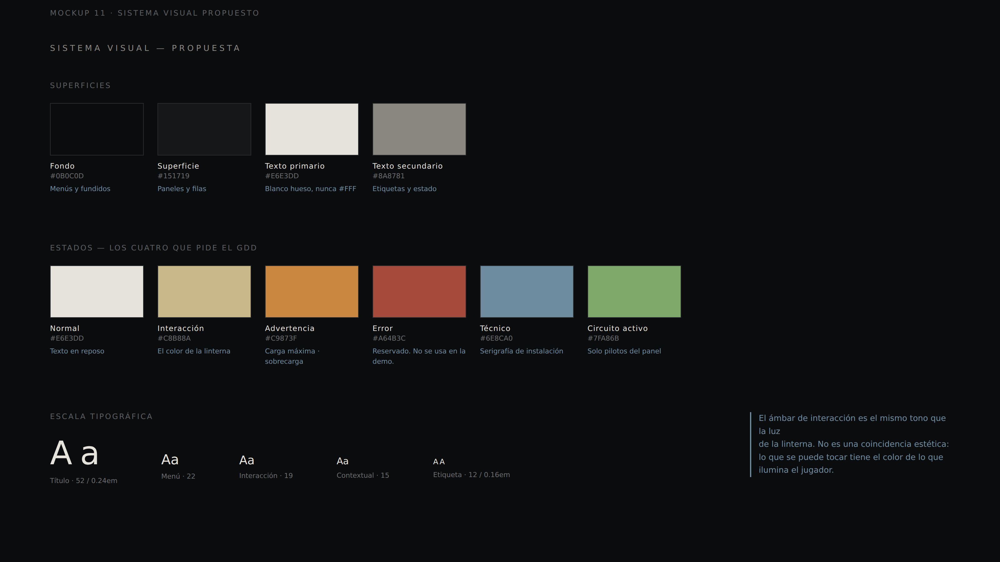 MOCKUP 11 · SISTEMA VISUAL PROPUESTO
SISTEMA VISUAL — PROPUESTA
SUPERFICIES
Fondo
#0B0C0D
Menús y fundidos
Superficie
#151719
Paneles y filas
Texto primario
#E6E3DD
Blanco hueso, nunca #FFF
Texto secundario
#8A8781
Etiquetas y estado
ESTADOS — LOS CUATRO QUE PIDE EL GDD
Normal
#E6E3DD
Texto en reposo
Interacción
#C8B88A
El color de la linterna
Advertencia
#C9873F
Carga máxima ·
sobrecarga
Error
#A64B3C
Reservado. No se usa en la
demo.
Técnico
#6E8CA0
Serigrafía de instalación
Circuito activo
#7FA86B
Solo pilotos del panel
ESCALA TIPOGRÁFICA
A a
Título · 52 / 0.24em
Aa
Menú · 22
Aa
Interacción · 19
Aa
Contextual · 15
AA
Etiqueta · 12 / 0.16em
El ámbar de interacción es el mismo tono que
la luz
de la linterna. No es una coincidencia estética:
lo que se puede tocar tiene el color de lo que
ilumina el jugador.